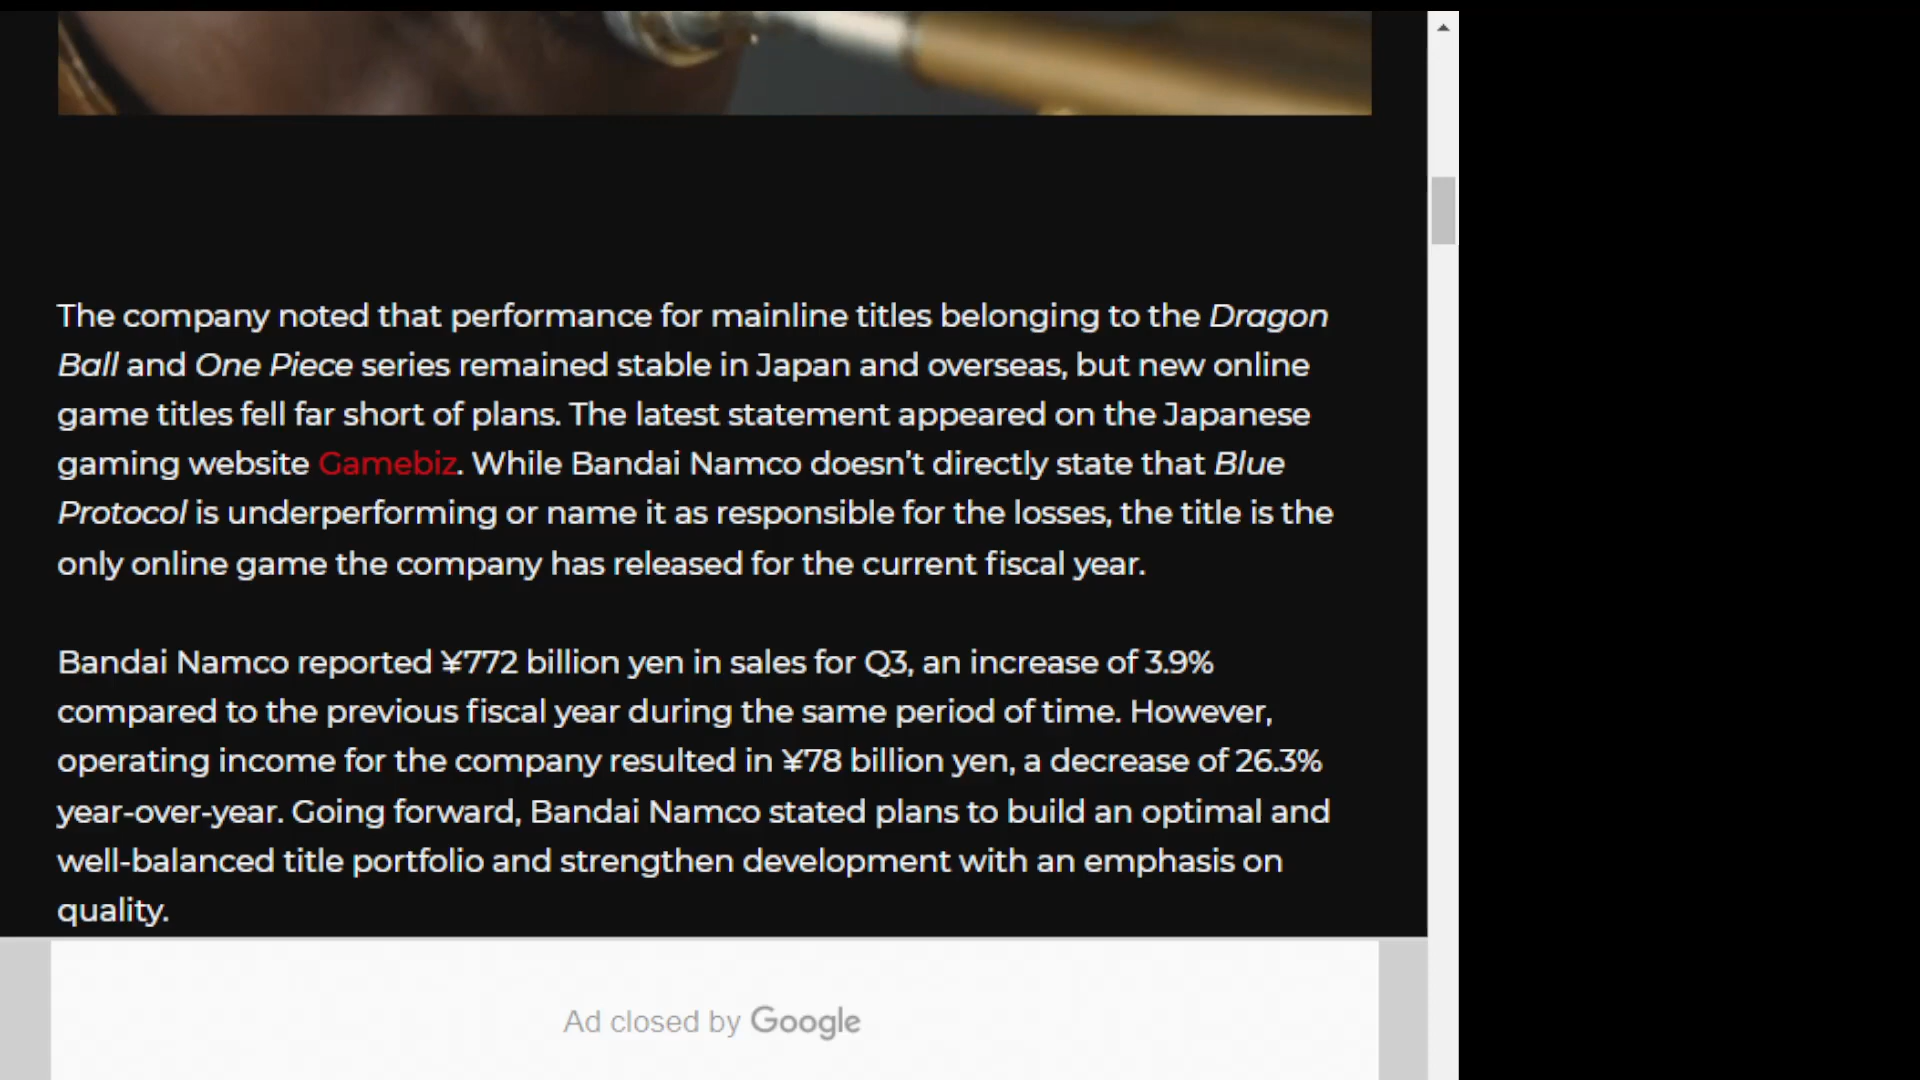 The company noted that performance for mainline titles belonging to the Dragon
Ball and One Piece series remained stable in Japan and overseas, but new online
game titles fell far short of plans. The latest statement appeared on the Japanese
gaming website Gamebiz. While Bandai Namco doesn’t directly state that Blue
Protocol is underperforming or name it as responsible for the losses, the title is the
only online game the company has released for the current fiscal year.
Bandai Namco reported ¥772 billion yen in sales for Q3, an increase of 3.9%
compared to the previous fiscal year during the same period of time. However,
operating income for the company resulted in ¥78 billion yen, a decrease of 26.3%
year-over-year. Going forward, Bandai Namco stated plans to build an optimal and
well-balanced title portfolio and strengthen development with an emphasis on
quality.
Ad closed by Google